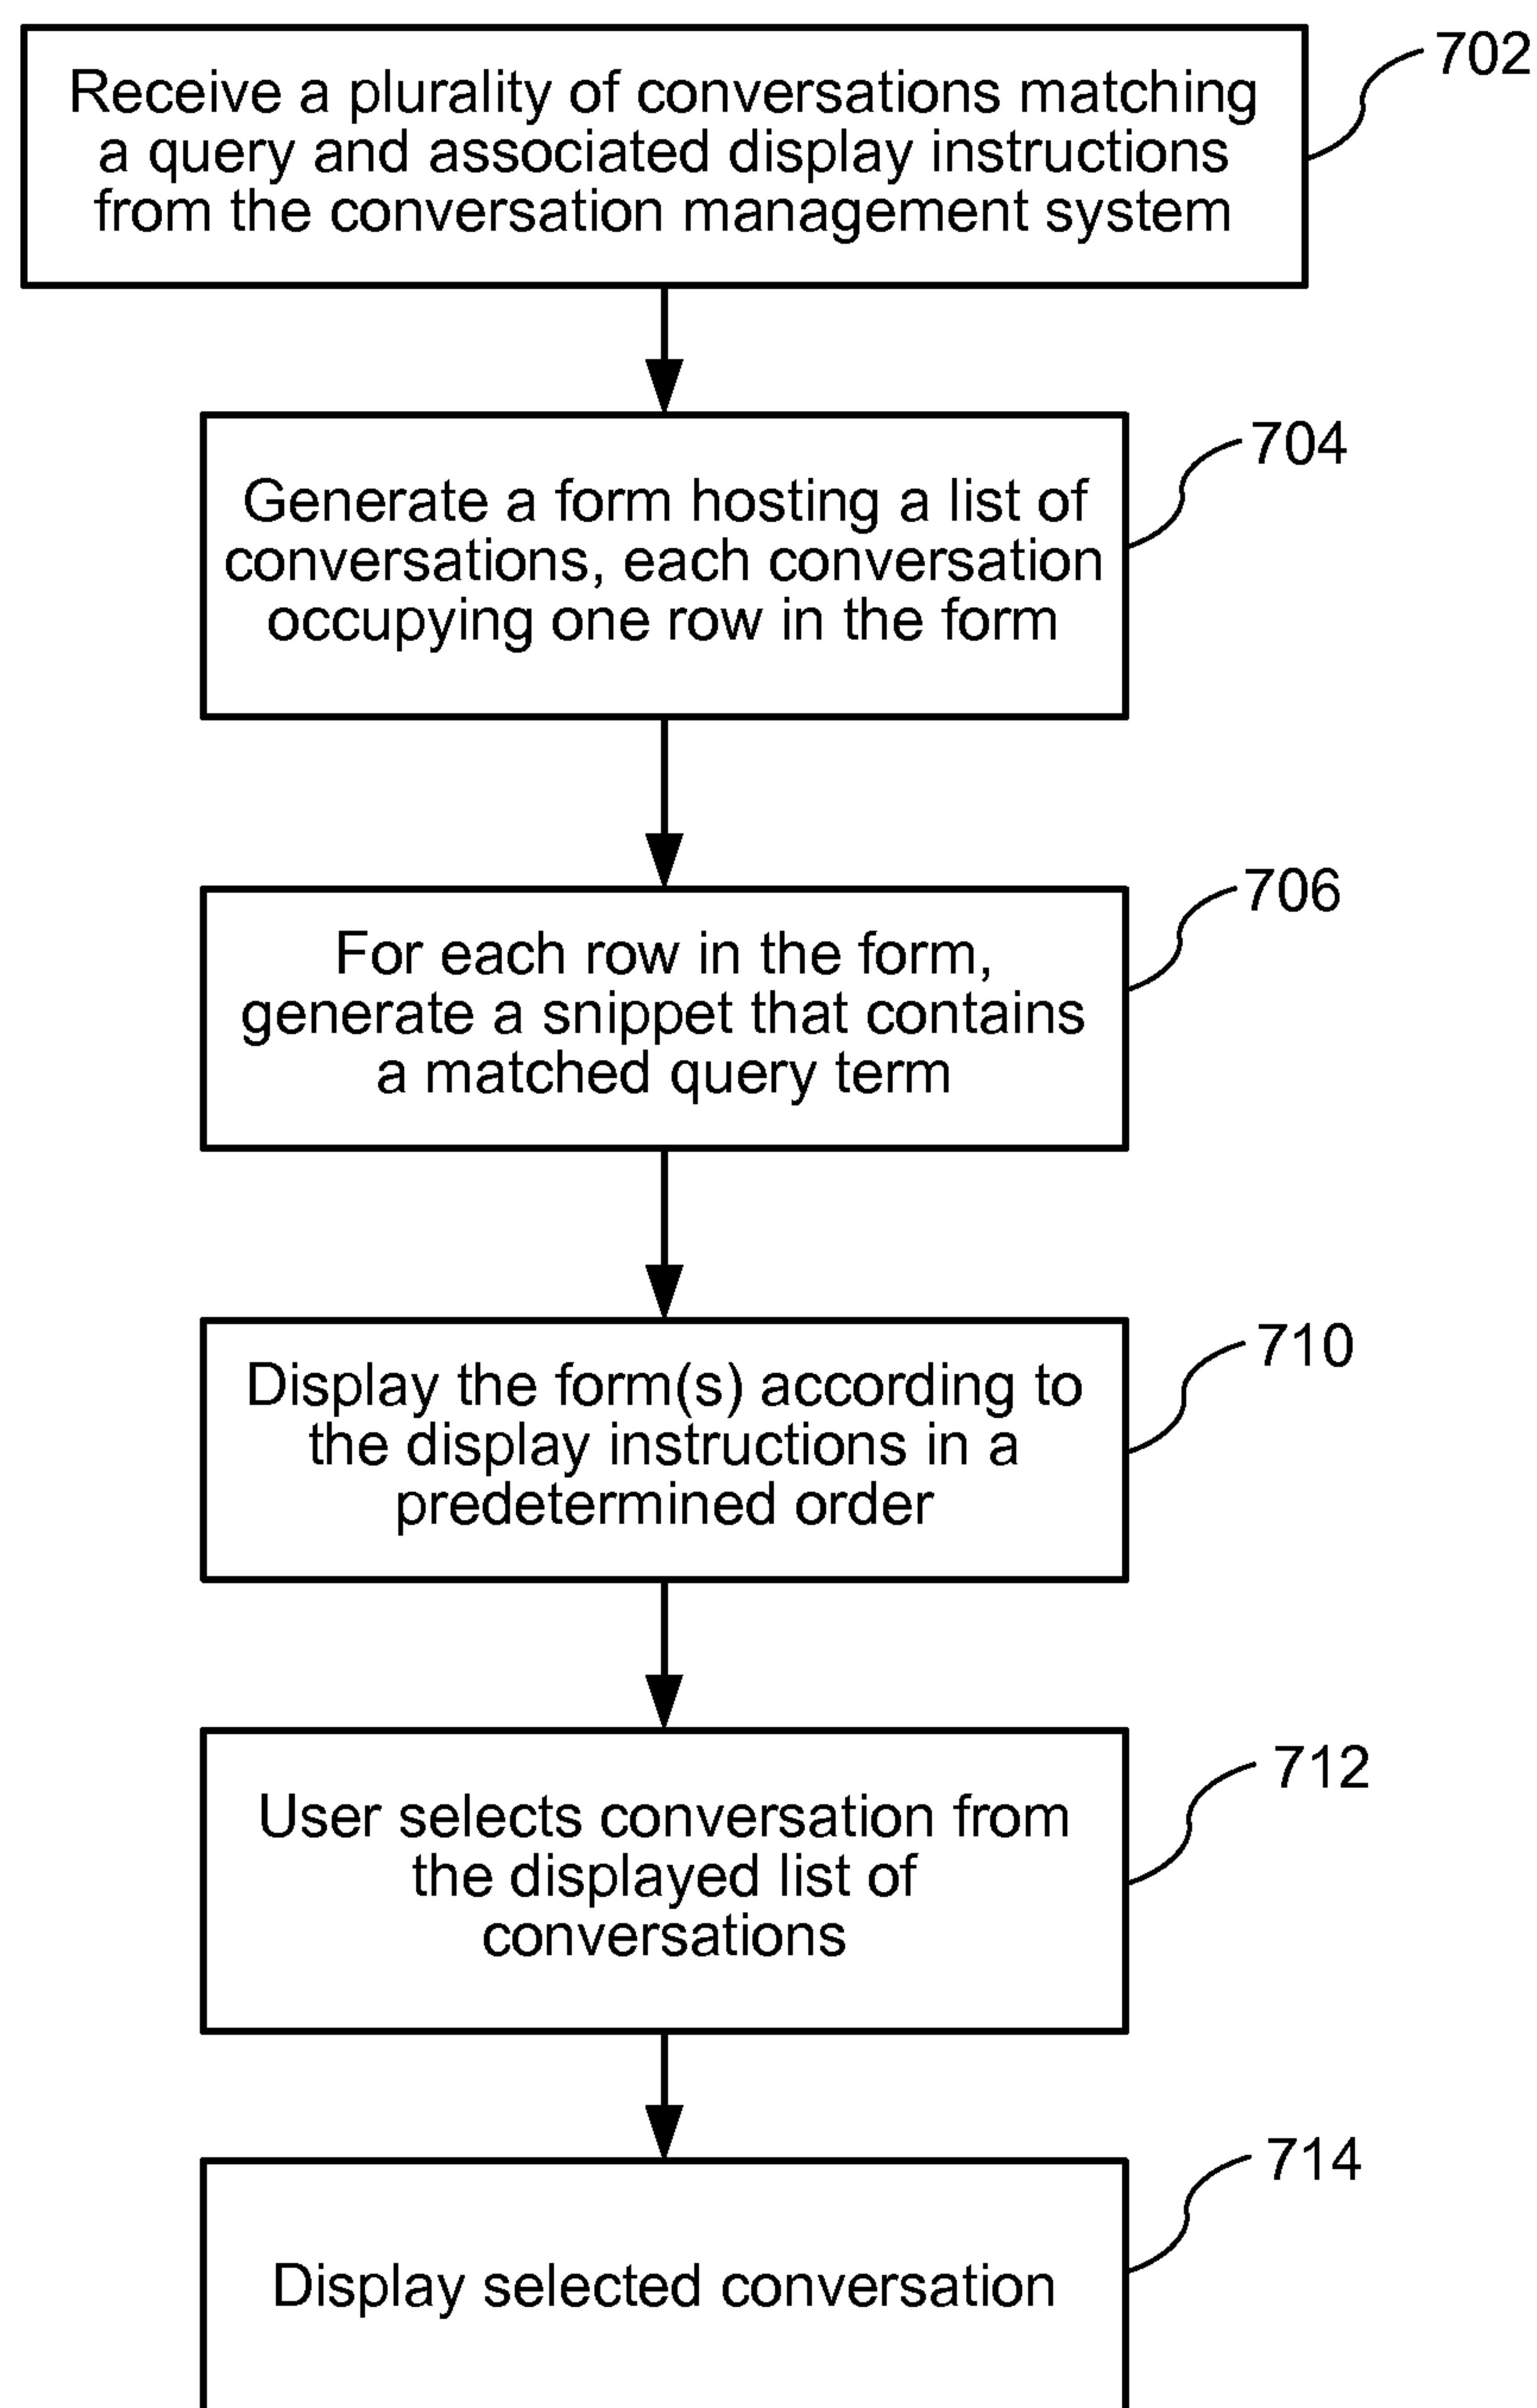 702
Receive a plurality of conversations matching
a query and associated display instructions
from the conversation management system
704
Generate a form hosting a list of
conversations, each conversation
occupying one row in the form
706
For each row in the form,
generate a snippet that contains
a matched query term
710
Display the form(s) according to
the display instructions in a
predetermined order
712
User selects conversation from
the displayed list of
conversations
714
Display selected conversation